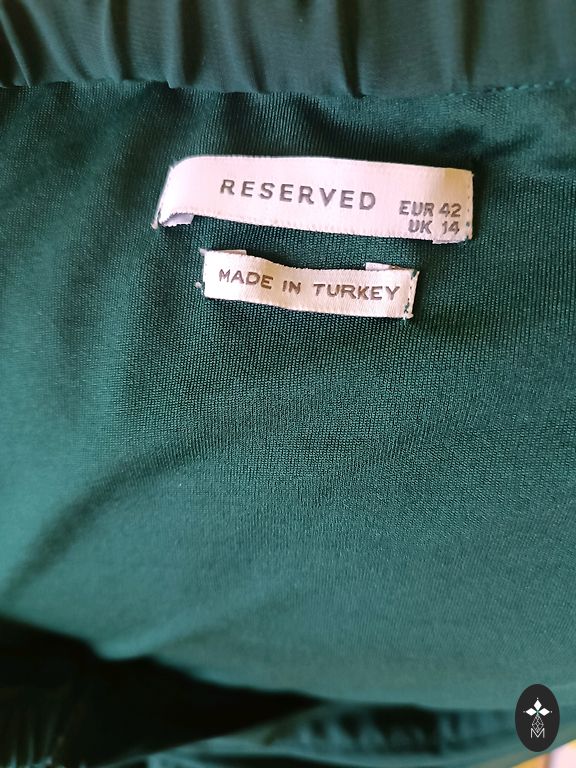 RESERVED
EUR 42
UK 14
MADE IN TURKEY
M